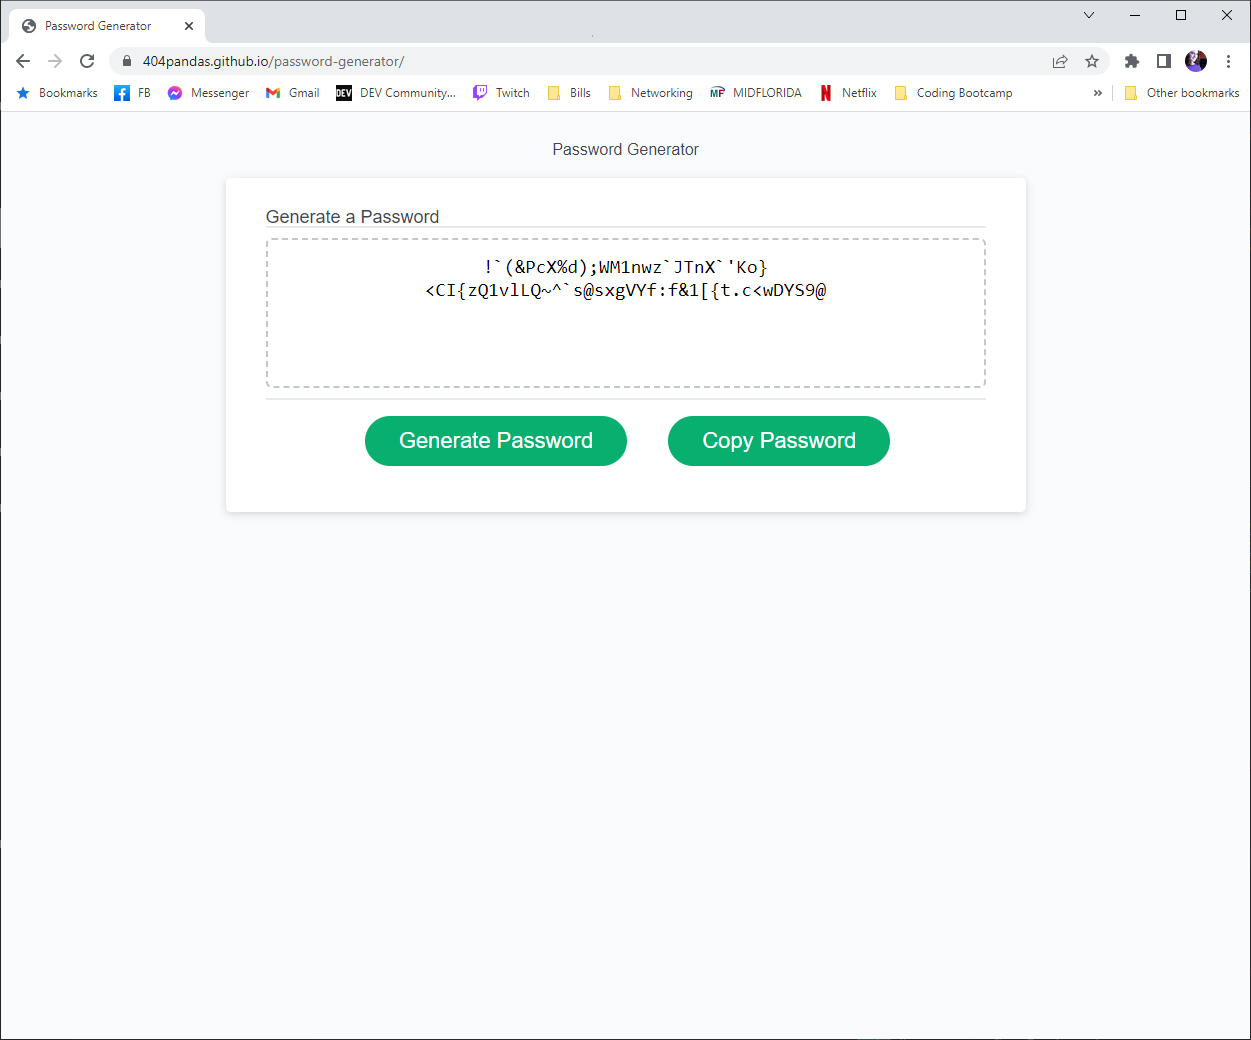 Password Generator
404pandas.github.io/password-generator/
Bookmarks FB Messenger Gmail DEV DEV Community... Twitch Bills Networking MF MIDFLORIDA N Netflix Coding Bootcamp » Other bookmarks
Password Generator
Generate a Password
!`(&PcX%d);WM1nwz`JTnX`'Ko}
<CI{zQ1vlLQ~^`s@sxgVYf:f&1[{t.c<wDYS9@
Generate Password Copy Password